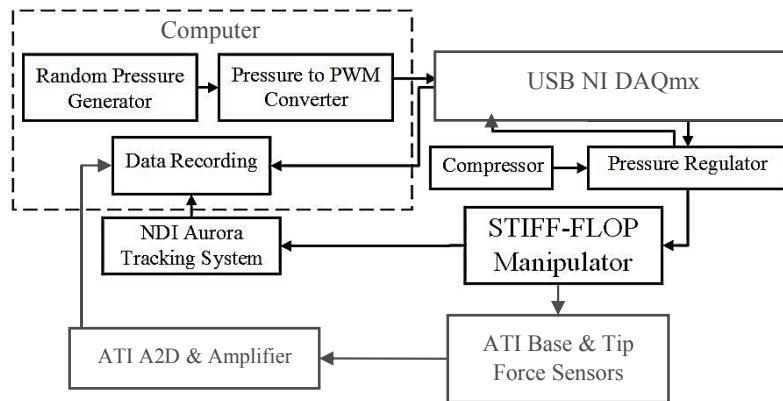 Computer
Random Pressure
Generator
Pressure to PWM
Converter
USB NI DAQmx
Data Recording
Compressor
Pressure Regulator
NDI Aurora
Tracking System
STIFF-FLOP
Manipulator
ATI A2D & Amplifier
ATI Base & Tip
Force Sensors